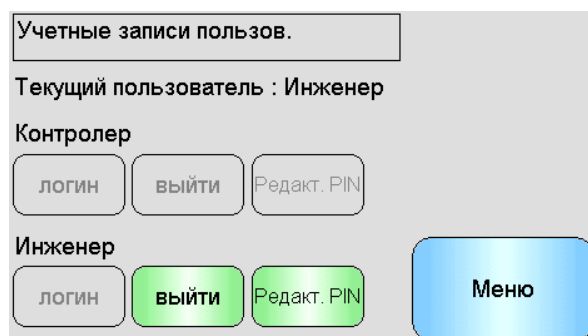 Учетные записи пользов.
Текущий пользователь : Инженер
Контролер
логин выйти Редакт. PIN
Инженер
логин выйти Редакт. PIN
Меню